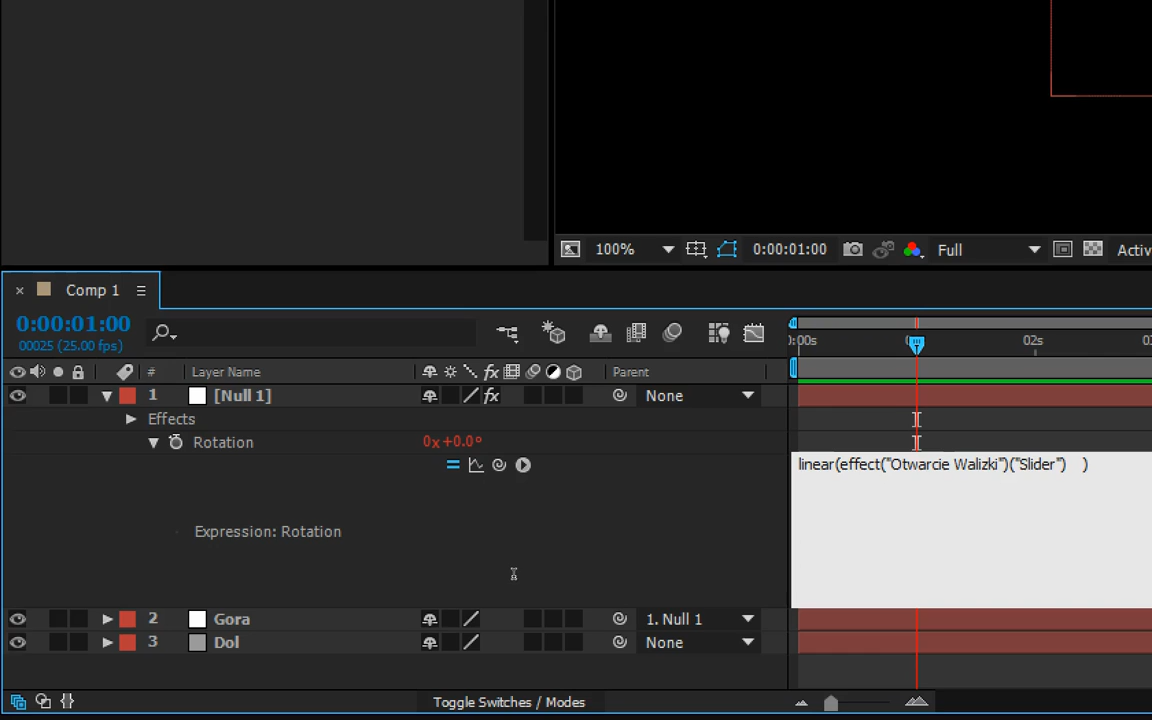 100%
0:00:01:00
Full
Comp 1
0:00:01:00
00025 (25.00 fps)
:00s
02s
#
Layer Name
Parent
1
[Null 1]
None
Effects
Rotation
0x+0.0°
linear(effect("Otwarcie Walizki")("Slider") )
Expression: Rotation
2
Gora
1. Null 1
3
Dol
None
Toggle Switches / Modes